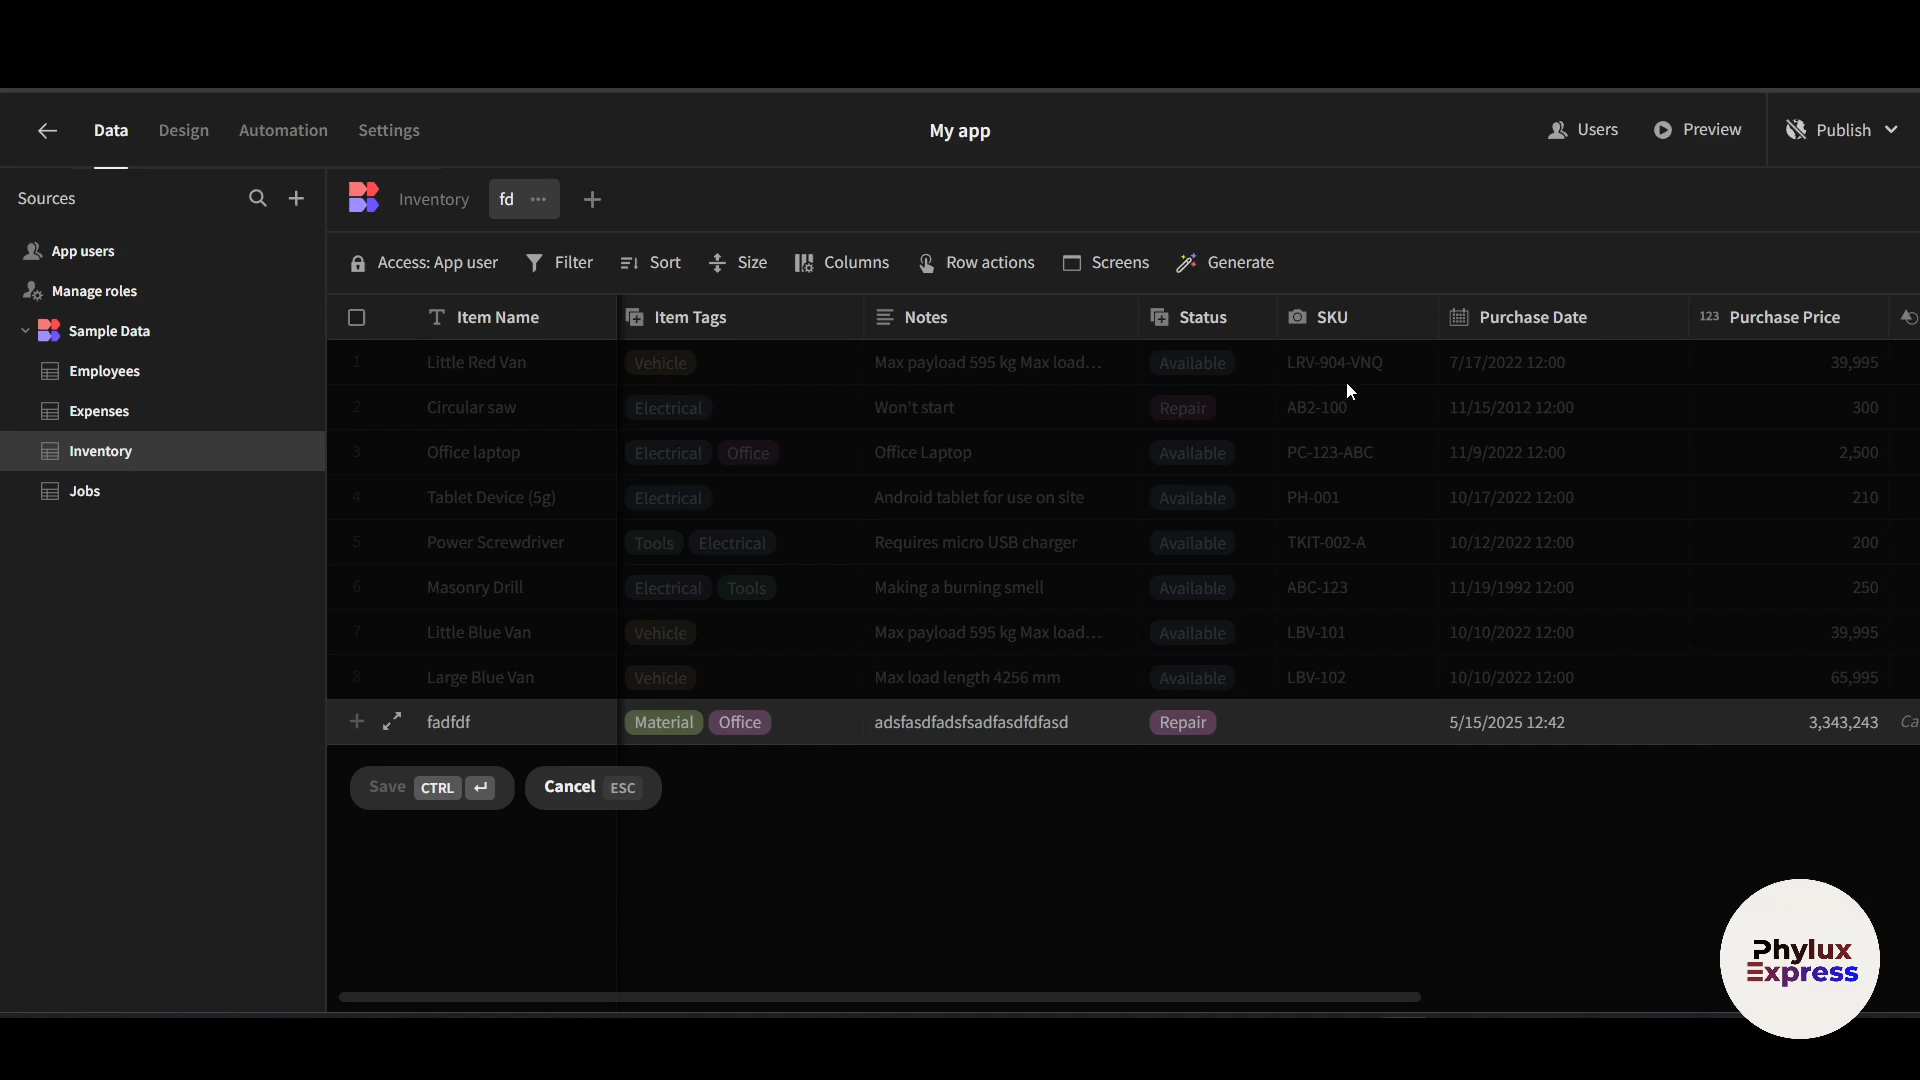 Data Design Automation Settings My app Users Preview Publish
Sources
Inventory fd ... +
App users
Manage roles
Sample Data
Employees
Expenses
Inventory
Jobs
Access: App user Filter Sort Size Columns Row actions Screens Generate
Item Name Item Tags Notes Status SKU Purchase Date 123 Purchase Price
1 Little Red Van Vehicle Max payload 595 kg Max load... Available LRV-904-VNQ 7/17/2022 12:00 39,995
2 Circular saw Electrical Won't start Repair AB2-100 11/15/2012 12:00 300
3 Office laptop Electrical Office Office Laptop Available PC-123-ABC 11/9/2022 12:00 2,500
4 Tablet Device (5g) Electrical Android tablet for use on site Available PH-001 10/17/2022 12:00 210
5 Power Screwdriver Tools Electrical Requires micro USB charger Available TKIT-002-A 10/12/2022 12:00 200
6 Masonry Drill Electrical Tools Making a burning smell Available ABC-123 11/19/1992 12:00 250
7 Little Blue Van Vehicle Max payload 595 kg Max load... Available LBV-101 10/10/2022 12:00 39,995
8 Large Blue Van Vehicle Max load length 4256 mm Available LBV-102 10/10/2022 12:00 65,995
+ fadfdf Material Office adsfasdfadsfsadfasdfdfasd Repair 5/15/2025 12:42 3,343,243 Ca
Save CTRL ↵ Cancel ESC
Phylux
Express